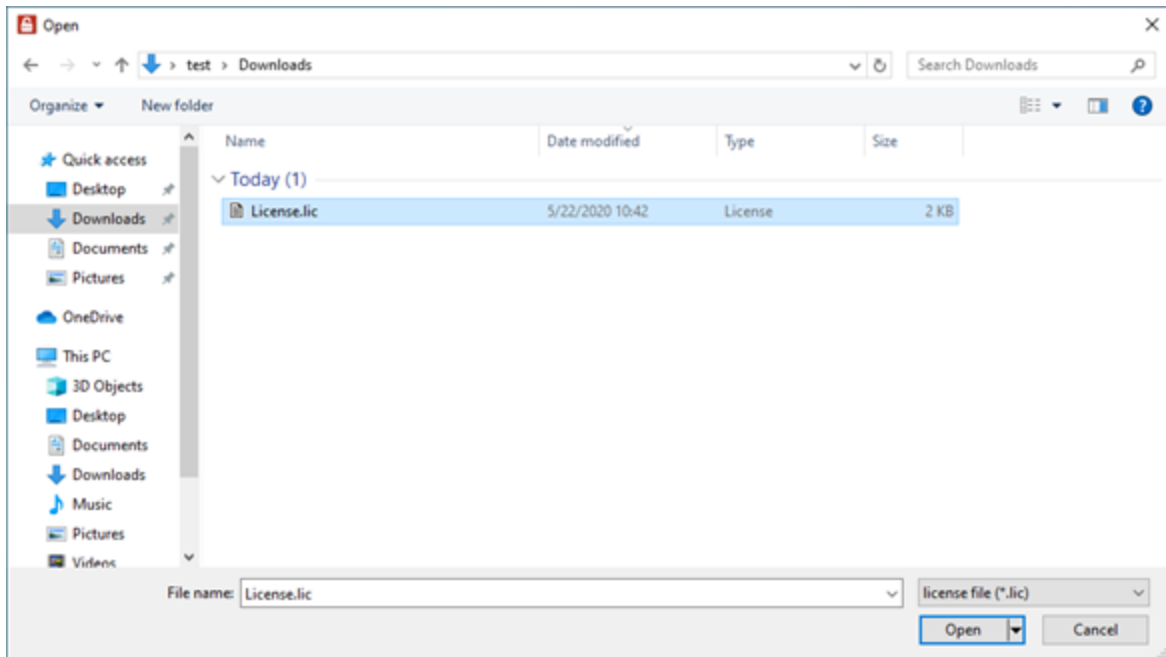 Open
test > Downloads
Search Downloads
Organize
New folder
Name
Date modified
Type
Size
Quick access
Desktop
Downloads
Documents
Pictures
OneDrive
This PC
3D Objects
Desktop
Documents
Downloads
Music
Pictures
Videos
Today (1)
License.lic
5/22/2020 10:42
License
2 KB
File name:
License.lic
license file (*.lic)
Open
Cancel